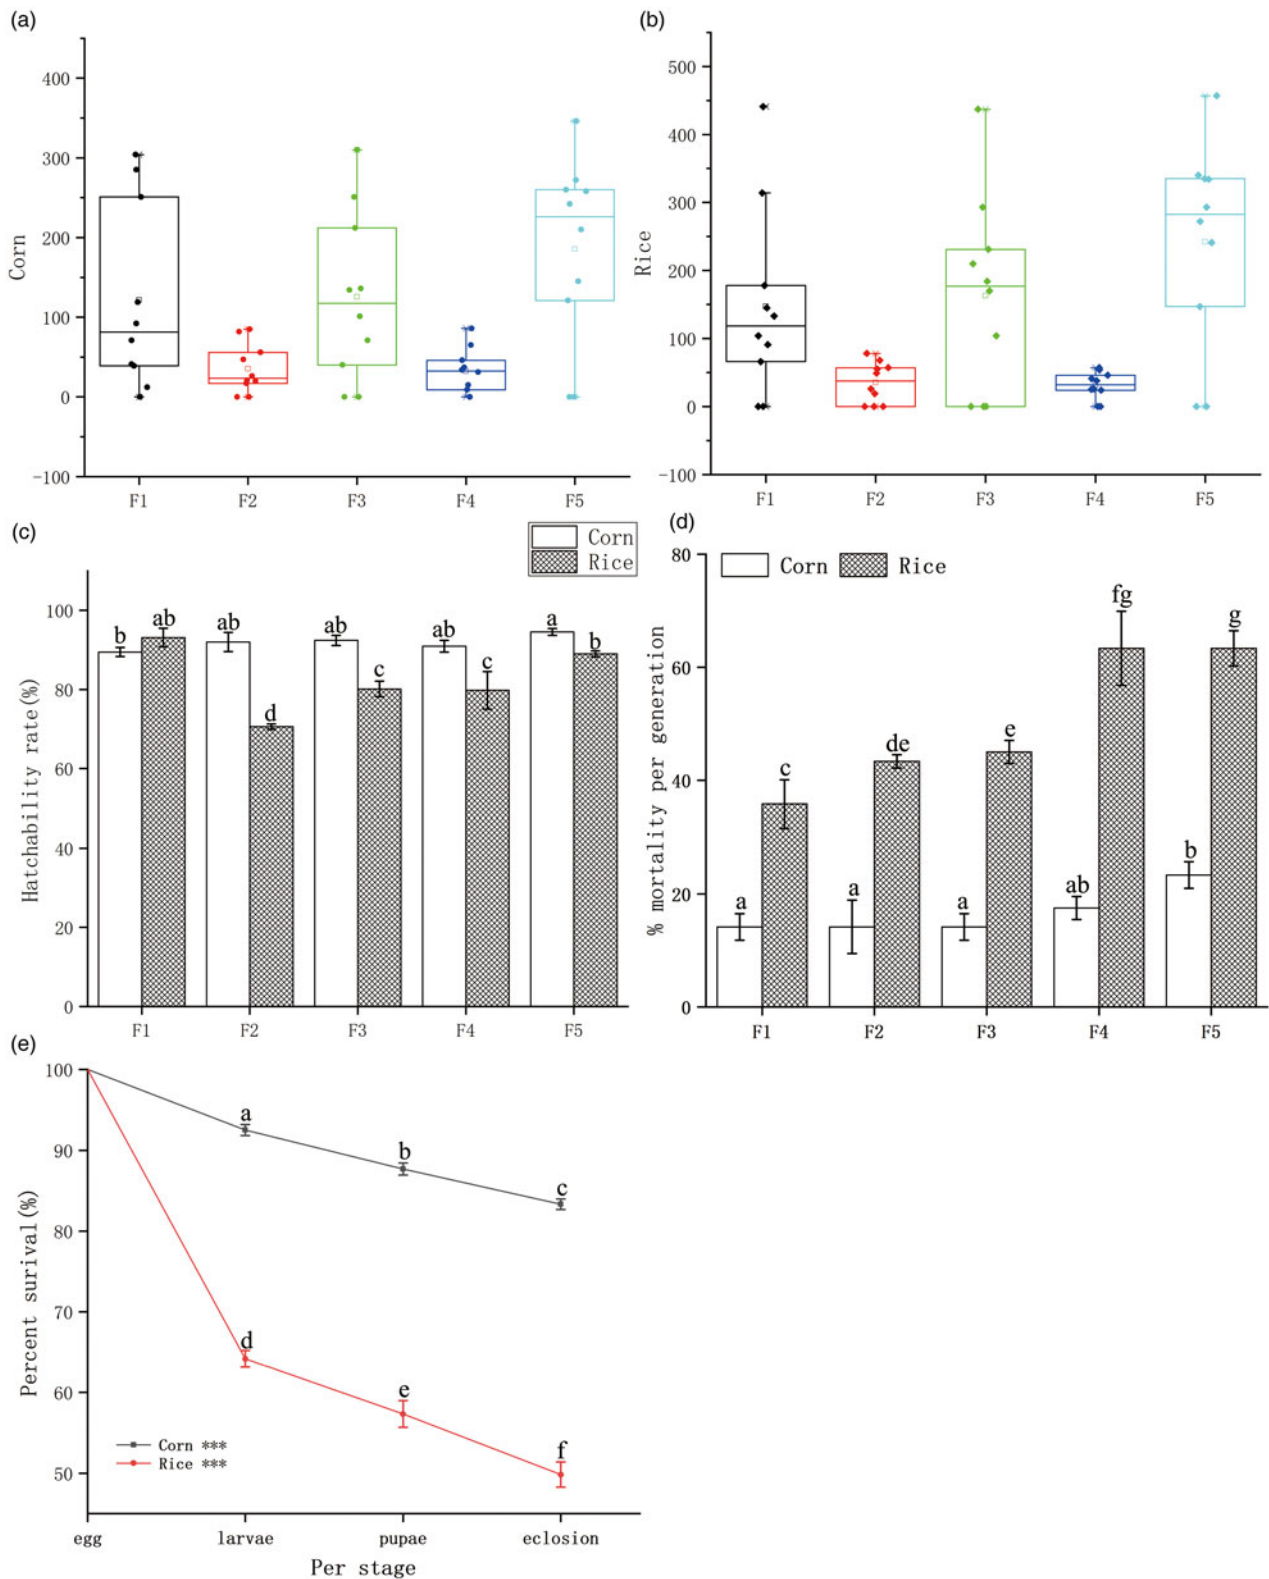 (a)
400
300
200
100
0
-100
Corn
F1 F2 F3 F4 F5
(b)
500
400
300
200
100
0
-100
Rice
F1 F2 F3 F4 F5
(c)
Corn
Rice
100
80
60
40
20
0
Hatchability rate(%)
b ab ab d ab c ab c a b
F1 F2 F3 F4 F5
(d)
Corn Rice
80
60
40
20
0
% mortality per generation
a c a de a e ab fg b g
F1 F2 F3 F4 F5
(e)
100
90
80
70
60
50
Percent surival(%)
a b c
d e f
Corn ***
Rice ***
egg larvae pupae eclosion
Per stage